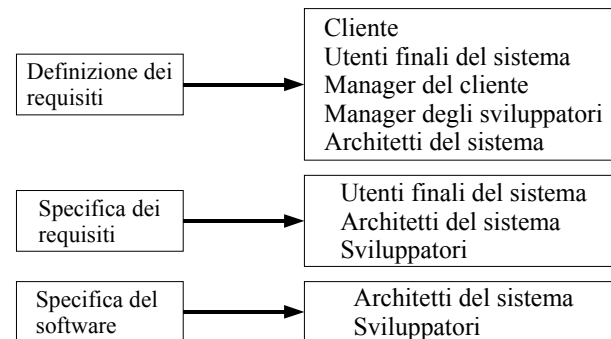 Definizione dei
requisiti
Cliente
Utenti finali del sistema
Manager del cliente
Manager degli sviluppatori
Architetti del sistema
Specifica dei
requisiti
Utenti finali del sistema
Architetti del sistema
Sviluppatori
Specifica del
software
Architetti del sistema
Sviluppatori